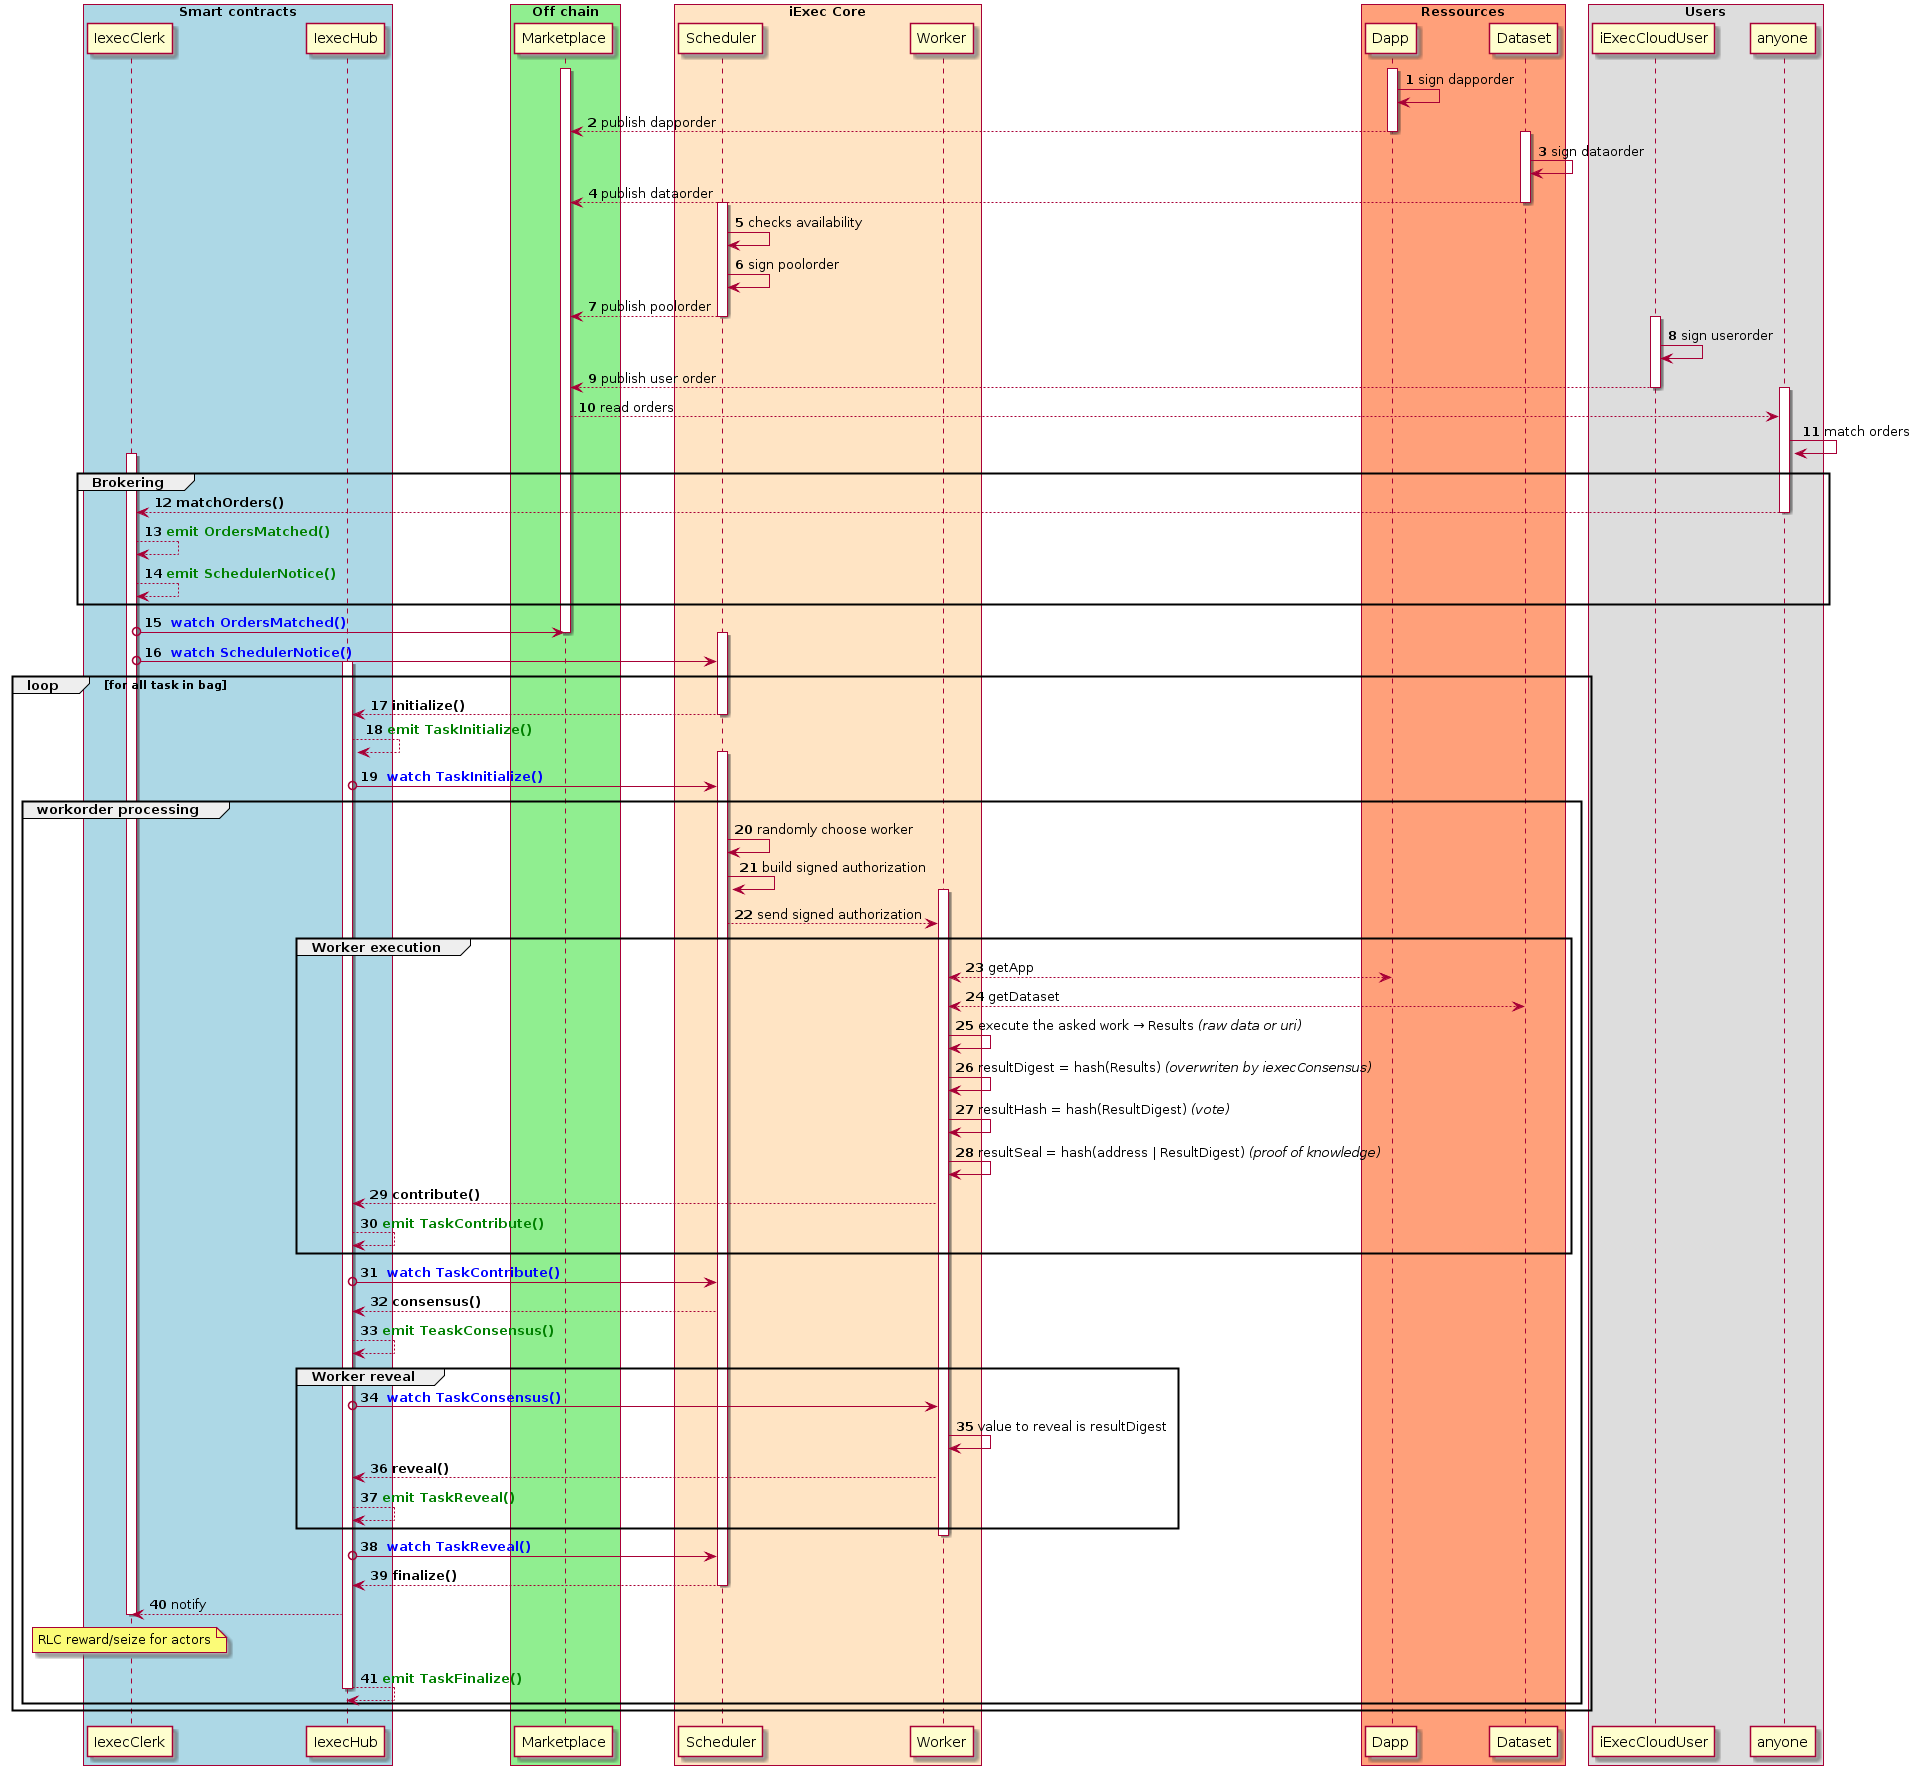 Smart contracts
Off chain
iExec Core
Ressources
Users
IexecClerk
IexecHub
Marketplace
Scheduler
Worker
Dapp
Dataset
iExecCloudUser
anyone
1 sign dapporder
2 publish dapporder
3 sign dataorder
4 publish dataorder
5 checks availability
6 sign poolorder
7 publish poolorder
8 sign userorder
9 publish user order
10 read orders
11 match orders
Brokering
12 matchOrders()
13 emit OrdersMatched()
14 emit SchedulerNotice()
15 watch OrdersMatched()
16 watch SchedulerNotice()
loop [for all task in bag]
17 initialize()
18 emit TaskInitialize()
19 watch TaskInitialize()
workorder processing
20 randomly choose worker
21 build signed authorization
22 send signed authorization
Worker execution
23 getApp
24 getDataset
25 execute the asked work → Results (raw data or uri)
26 resultDigest = hash(Results) (overwriten by iexecConsensus)
27 resultHash = hash(ResultDigest) (vote)
28 resultSeal = hash(address | ResultDigest) (proof of knowledge)
29 contribute()
30 emit TaskContribute()
31 watch TaskContribute()
32 consensus()
33 emit TeaskConsensus()
Worker reveal
34 watch TaskConsensus()
35 value to reveal is resultDigest
36 reveal()
37 emit TaskReveal()
38 watch TaskReveal()
39 finalize()
40 notify
RLC reward/seize for actors
41 emit TaskFinalize()
IexecClerk
IexecHub
Marketplace
Scheduler
Worker
Dapp
Dataset
iExecCloudUser
anyone